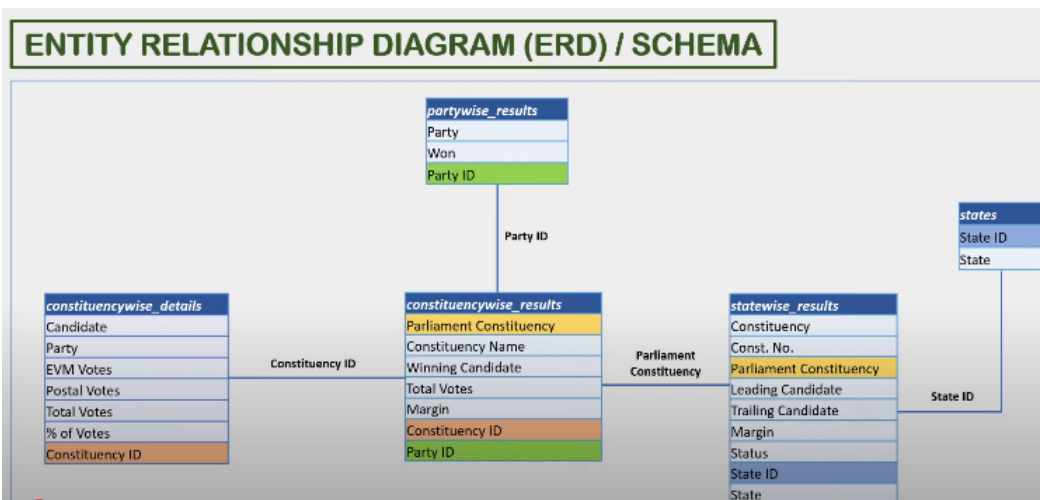 ENTITY RELATIONSHIP DIAGRAM (ERD) / SCHEMA
partywise_results
Party
Won
Party ID
Party ID
states
State ID
State
constituencywise_details
Candidate
Party
EVM Votes
Postal Votes
Total Votes
% of Votes
Constituency ID
Constituency ID
constituencywise_results
Parliament Constituency
Constituency Name
Winning Candidate
Total Votes
Margin
Constituency ID
Party ID
Parliament
Constituency
statewise_results
Constituency
Const. No.
Parliament Constituency
Leading Candidate
Trailing Candidate
Margin
Status
State ID
State
State ID